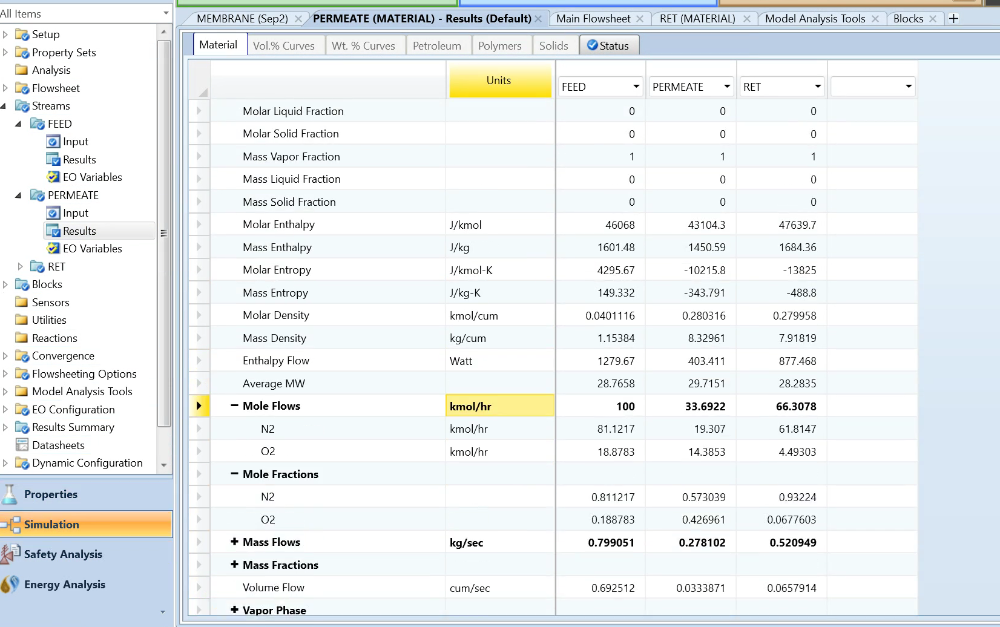 All Items
Setup
Property Sets
Analysis
Flowsheet
Streams
FEED
Input
Results
EO Variables
PERMEATE
Input
Results
EO Variables
RET
Blocks
Sensors
Utilities
Reactions
Convergence
Flowsheeting Options
Model Analysis Tools
EO Configuration
Results Summary
Datasheets
Dynamic Configuration
Properties
Simulation
Safety Analysis
Energy Analysis
MEMBRANE (Sep2) PERMEATE (MATERIAL) - Results (Default) Main Flowsheet RET (MATERIAL) Model Analysis Tools Blocks
Material Vol.% Curves Wt. % Curves Petroleum Polymers Solids Status
Units FEED PERMEATE RET
Molar Liquid Fraction 0 0 0
Molar Solid Fraction 0 0 0
Mass Vapor Fraction 1 1 1
Mass Liquid Fraction 0 0 0
Mass Solid Fraction 0 0 0
Molar Enthalpy J/kmol 46068 43104.3 47639.7
Mass Enthalpy J/kg 1601.48 1450.59 1684.36
Molar Entropy J/kmol-K 4295.67 -10215.8 -13825
Mass Entropy J/kg-K 149.332 -343.791 -488.8
Molar Density kmol/cum 0.0401116 0.280316 0.279958
Mass Density kg/cum 1.15384 8.32961 7.91819
Enthalpy Flow Watt 1279.67 403.411 877.468
Average MW 28.7658 29.7151 28.2835
- Mole Flows kmol/hr 100 33.6922 66.3078
N2 kmol/hr 81.1217 19.307 61.8147
O2 kmol/hr 18.8783 14.3853 4.49303
- Mole Fractions
N2 0.811217 0.573039 0.93224
O2 0.188783 0.426961 0.0677603
+ Mass Flows kg/sec 0.799051 0.278102 0.520949
+ Mass Fractions
Volume Flow cum/sec 0.692512 0.0333871 0.0657914
+ Vapor Phase